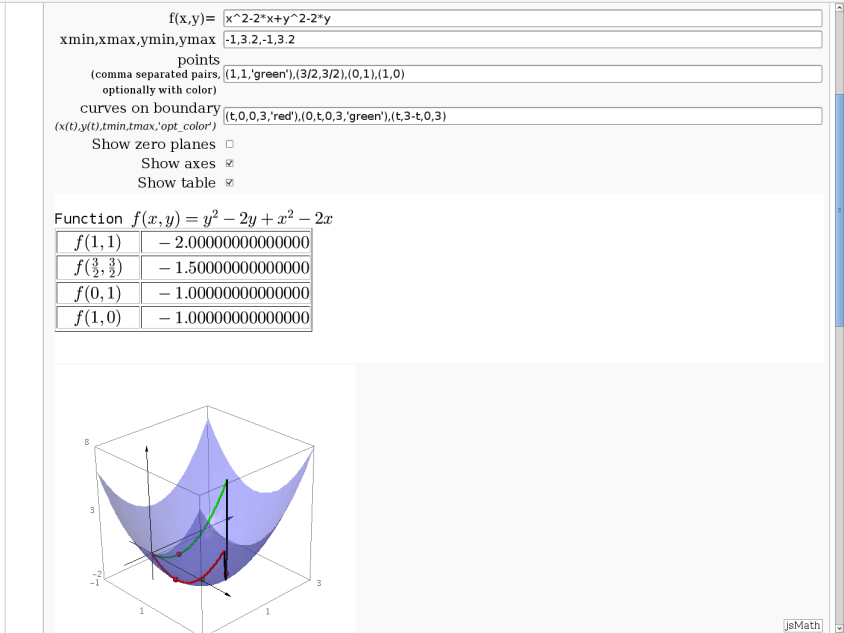 f(x,y)= x^2-2*x+y^2-2*y
xmin,xmax,ymin,ymax -1,3.2,-1,3.2
points
(comma separated pairs, (1,1,'green'),(3/2,3/2),(0,1),(1,0)
optionally with color)
curves on boundary
(x(t),y(t),tmin,tmax,'opt_color') (t,0,0,3,'red'),(0,t,0,3,'green'),(t,3-t,0,3)
Show zero planes
Show axes
Show table
Function f(x, y) = y² − 2y + x² − 2x
f(1, 1) − 2.00000000000000
f(3/2, 3/2) − 1.50000000000000
f(0, 1) − 1.00000000000000
f(1, 0) − 1.00000000000000
8
3
−2
−1
3
1
1
jsMath